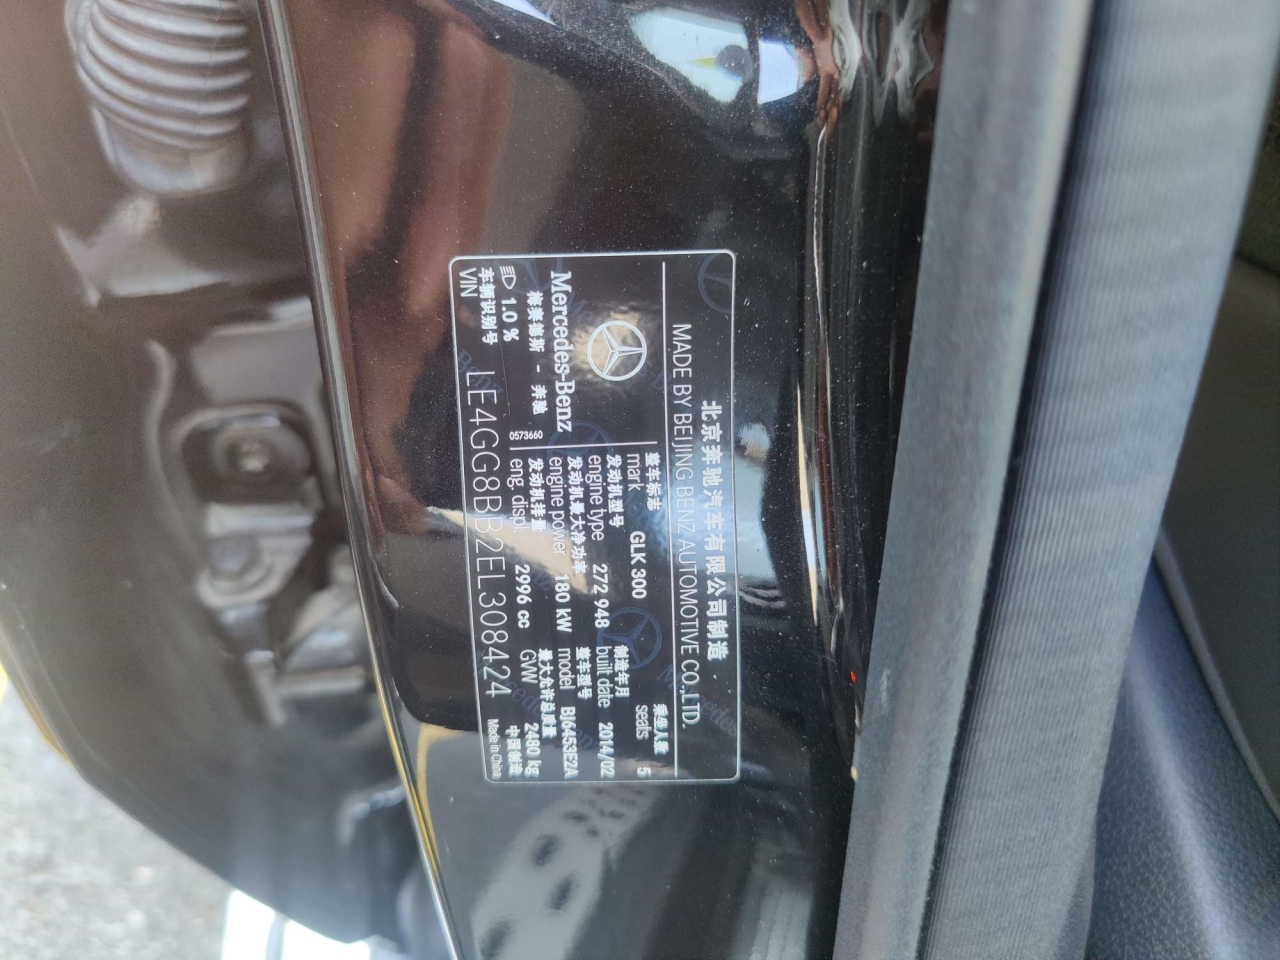 北京奔驰汽车有限公司制造
MADE BY BEIJING BENZ AUTOMOTIVE CO.,LTD.
Mercedes-Benz
梅赛德斯 - 奔驰
1.0 %
0573660
整车标志
mark GLK 300
乘坐人数
seats 5
发动机型号
engine type 272 948
制造年月
built date 2014/02
发动机最大净功率
engine power 180 kW
整车型号
model BJ6453E2A
发动机排量
eng. displ. 2996 cc
最大允许总质量
GVW 2480 kg
车辆识别号
VIN LE4GG8BB2EL308424
中国制造
Made in China